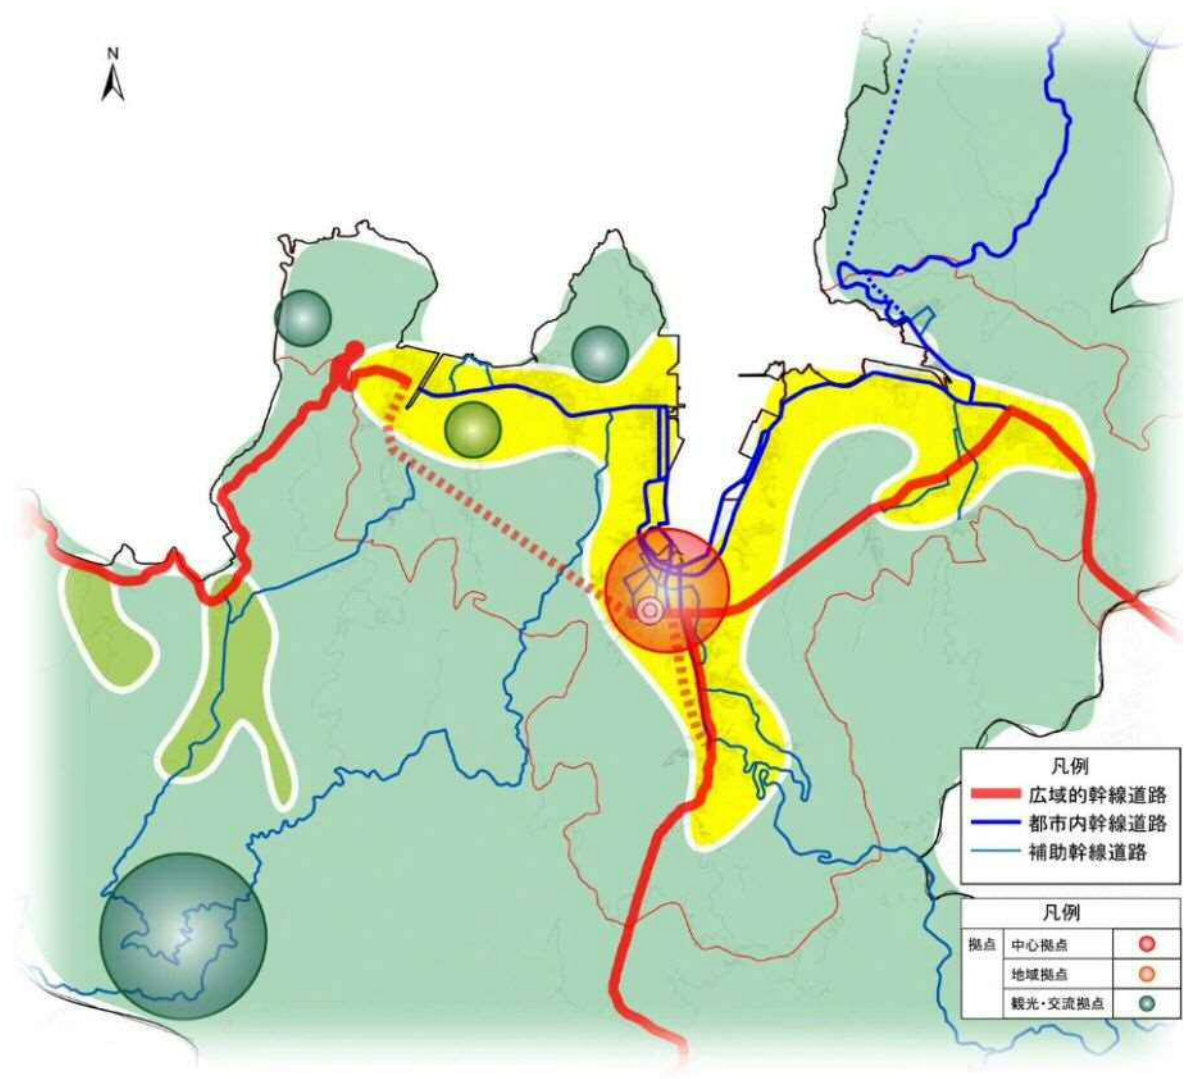 N
凡例
広域的幹線道路
都市内幹線道路
補助幹線道路
凡例
拠点 中心拠点
地域拠点
観光・交流拠点